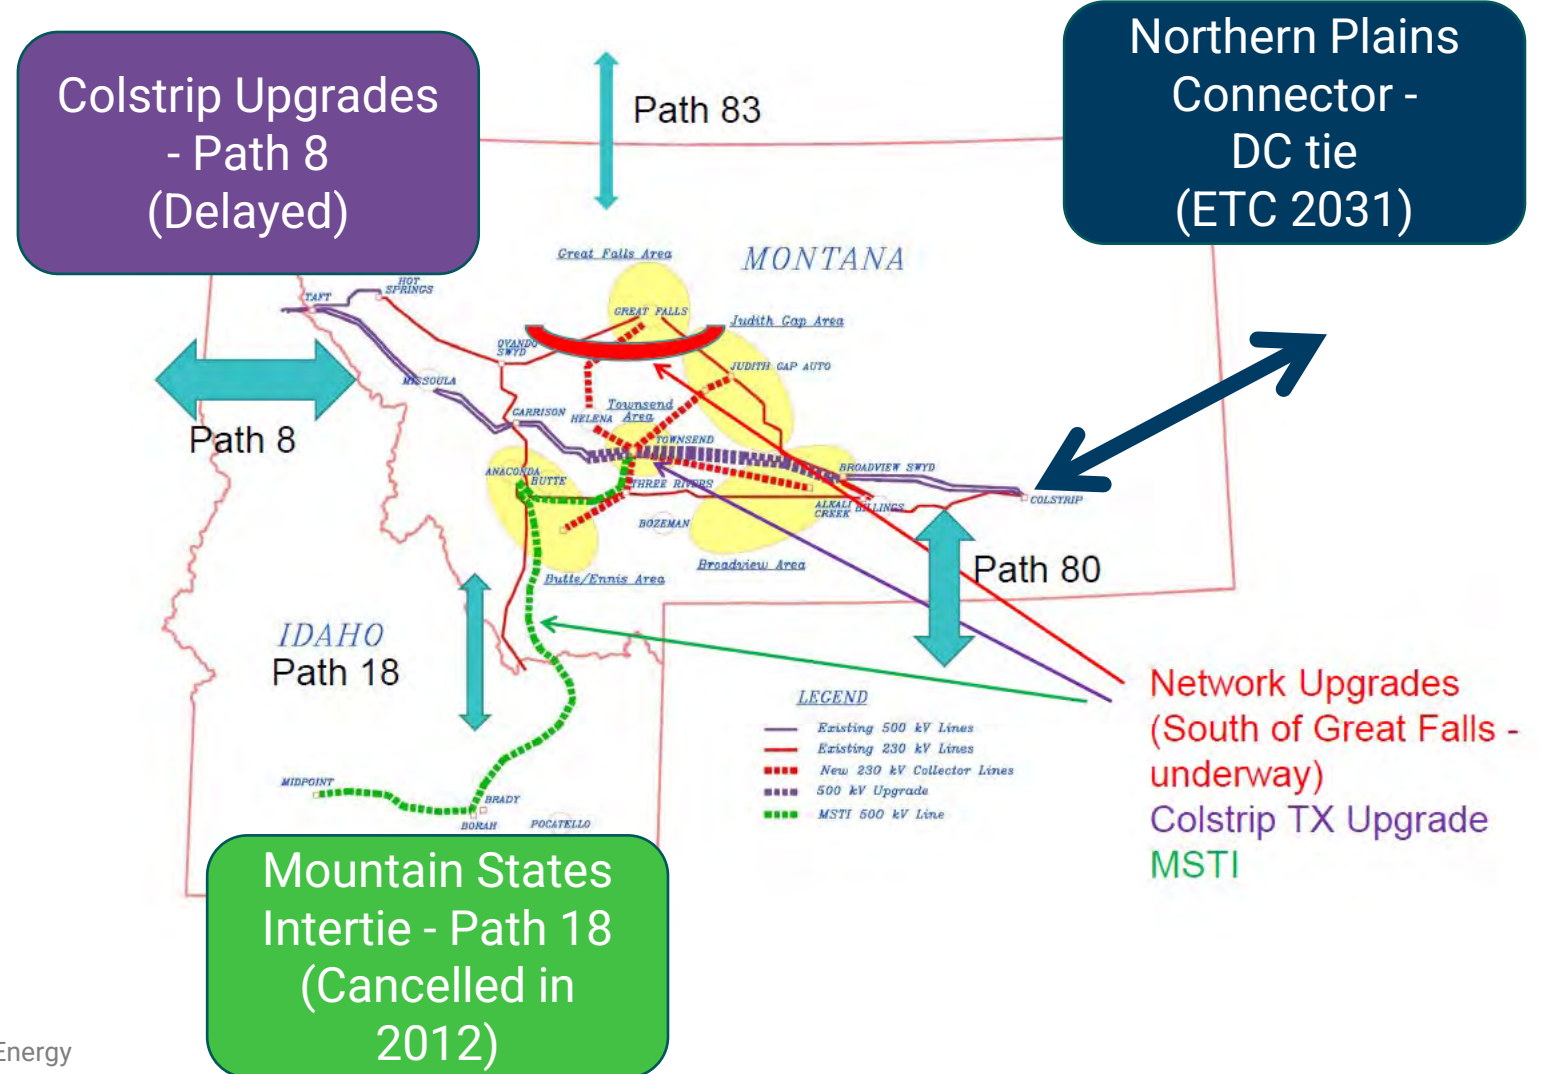 Colstrip Upgrades
- Path 8
(Delayed)
Path 83
Northern Plains
Connector -
DC tie
(ETC 2031)
Great Falls Area
MONTANA
HOT
SPRINGS
TAFT
GREAT FALLS
Judith Gap Area
OVANDO
SWYD
JUDITH GAP AUTO
MISSOULA
Path 8
GARRISON
HELENA
Townsend
Area
TOWNSEND
ANACONDA
BUTTE
THREE RIVERS
BROADVIEW SWYD
ALKALI
CREEK
BILLINGS
COLSTRIP
BOZEMAN
Broadview Area
Butte/Ennis Area
Path 80
IDAHO
Path 18
LEGEND
Existing 500 kV Lines
Existing 230 kV Lines
New 230 kV Collector Lines
500 kV Upgrade
MSTI 500 kV Line
Network Upgrades
(South of Great Falls -
underway)
Colstrip TX Upgrade
MSTI
MIDPOINT
BRADY
BORAH
POCATELLO
Mountain States
Intertie - Path 18
(Cancelled in
2012)
Energy